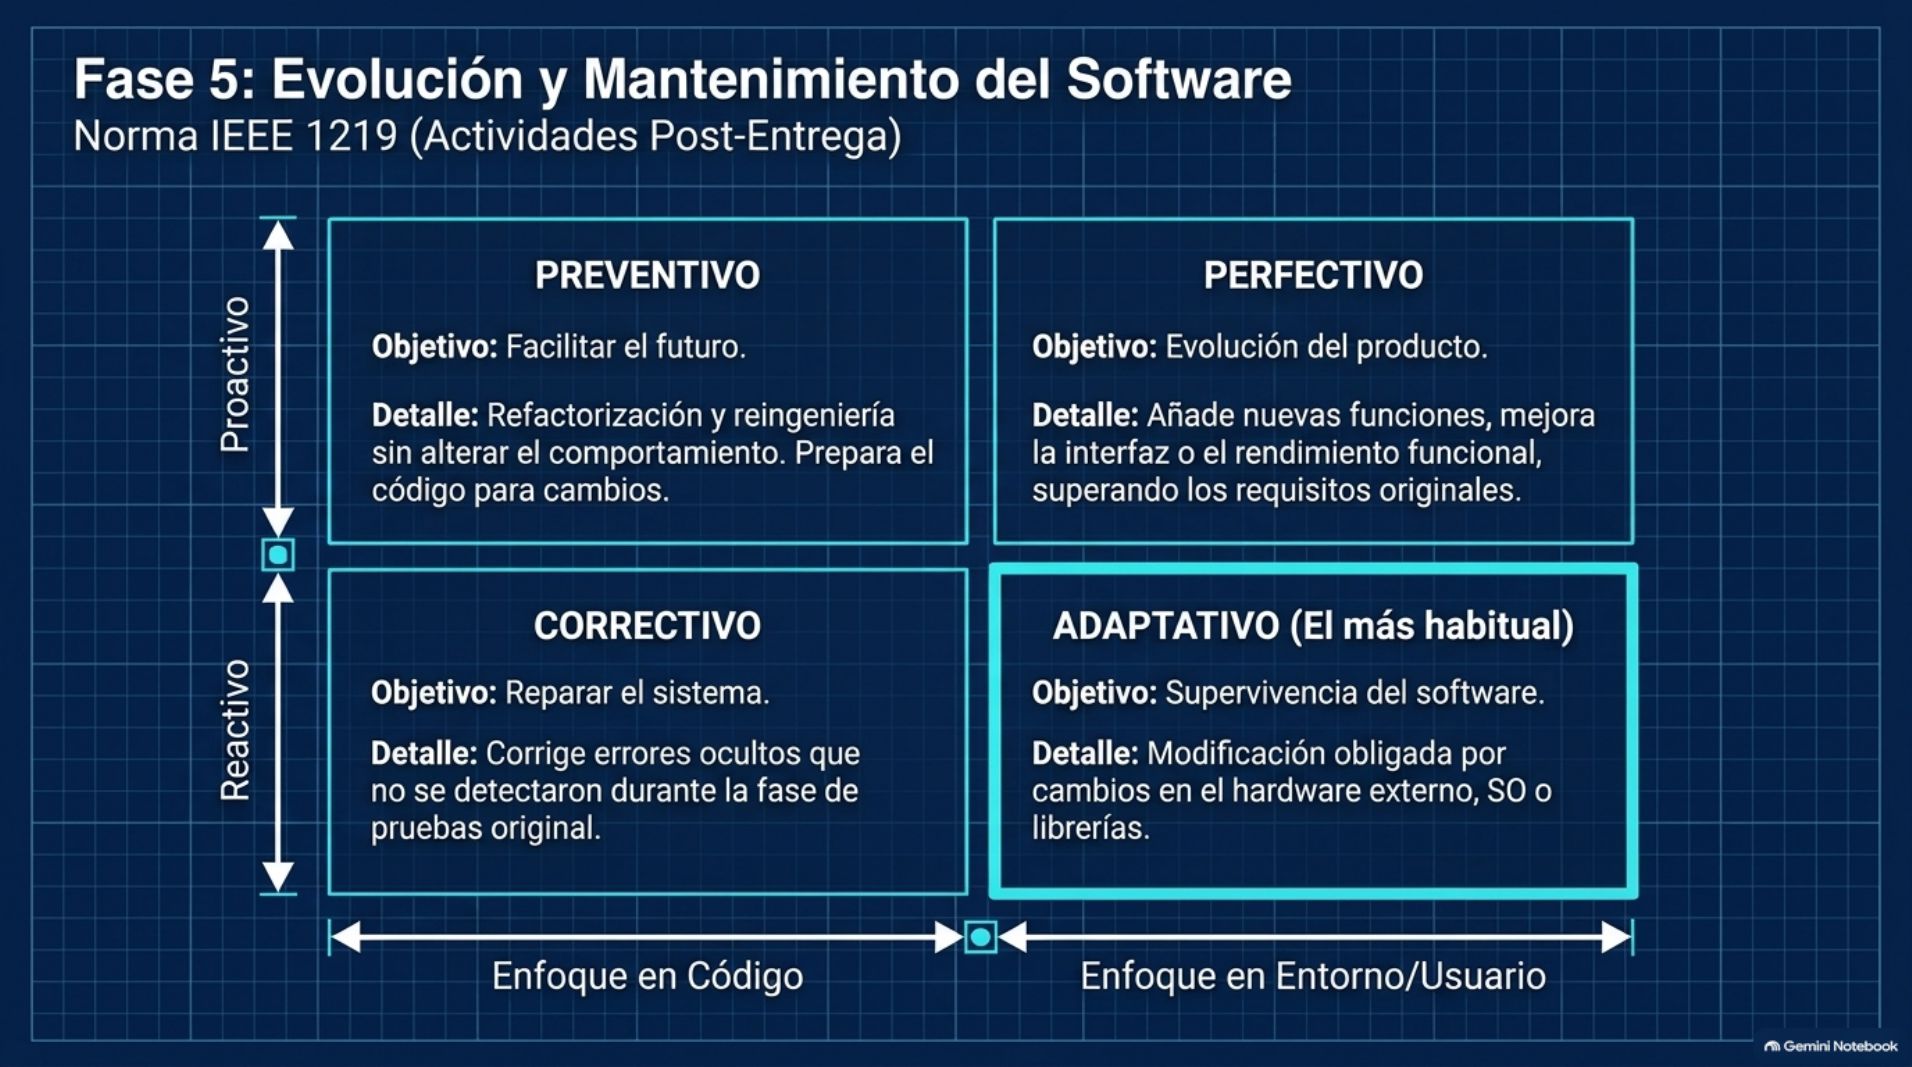 Fase 5: Evolución y Mantenimiento del Software
Norma IEEE 1219 (Actividades Post-Entrega)
Proactivo
PREVENTIVO
Objetivo: Facilitar el futuro.
Detalle: Refactorización y reingeniería
sin alterar el comportamiento. Prepara el
código para cambios.
PERFECTIVO
Objetivo: Evolución del producto.
Detalle: Añade nuevas funciones, mejora
la interfaz o el rendimiento funcional,
superando los requisitos originales.
Reactivo
CORRECTIVO
Objetivo: Reparar el sistema.
Detalle: Corrige errores ocultos que
no se detectaron durante la fase de
pruebas original.
ADAPTATIVO (El más habitual)
Objetivo: Supervivencia del software.
Detalle: Modificación obligada por
cambios en el hardware externo, SO o
librerías.
Enfoque en Código
Enfoque en Entorno/Usuario
Gemini Notebook